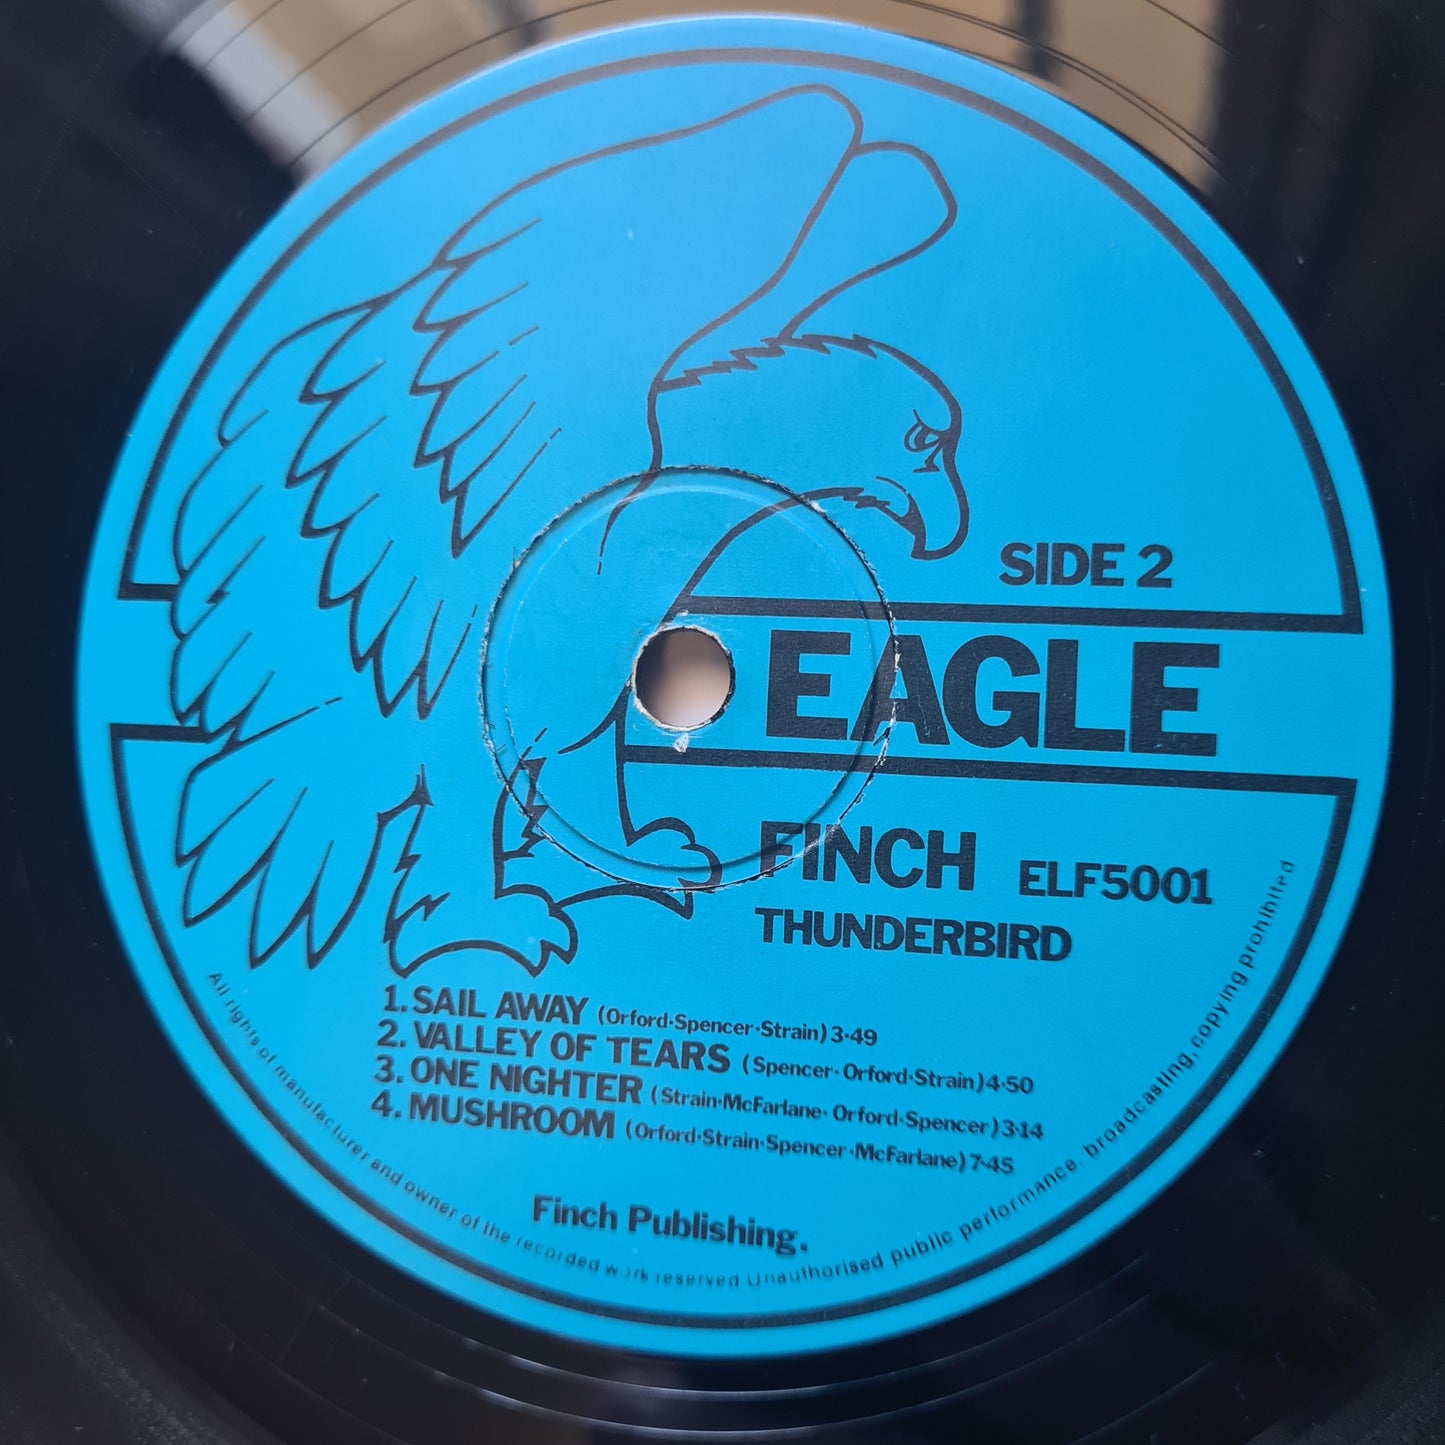 SIDE 2
EAGLE
FINCH ELF5001
THUNDERBIRD
1. SAIL AWAY (Orford·Spencer·Strain) 3·49
2. VALLEY OF TEARS (Spencer·Orford·Strain) 4·50
3. ONE NIGHTER (Strain·McFarlane·Orford·Spencer) 3·14
4. MUSHROOM (Orford·Strain·Spencer·McFarlane) 7·45
Finch Publishing.
All rights of manufacturer and owner of the recorded work reserved Unauthorised public performance, broadcasting, copying prohibited